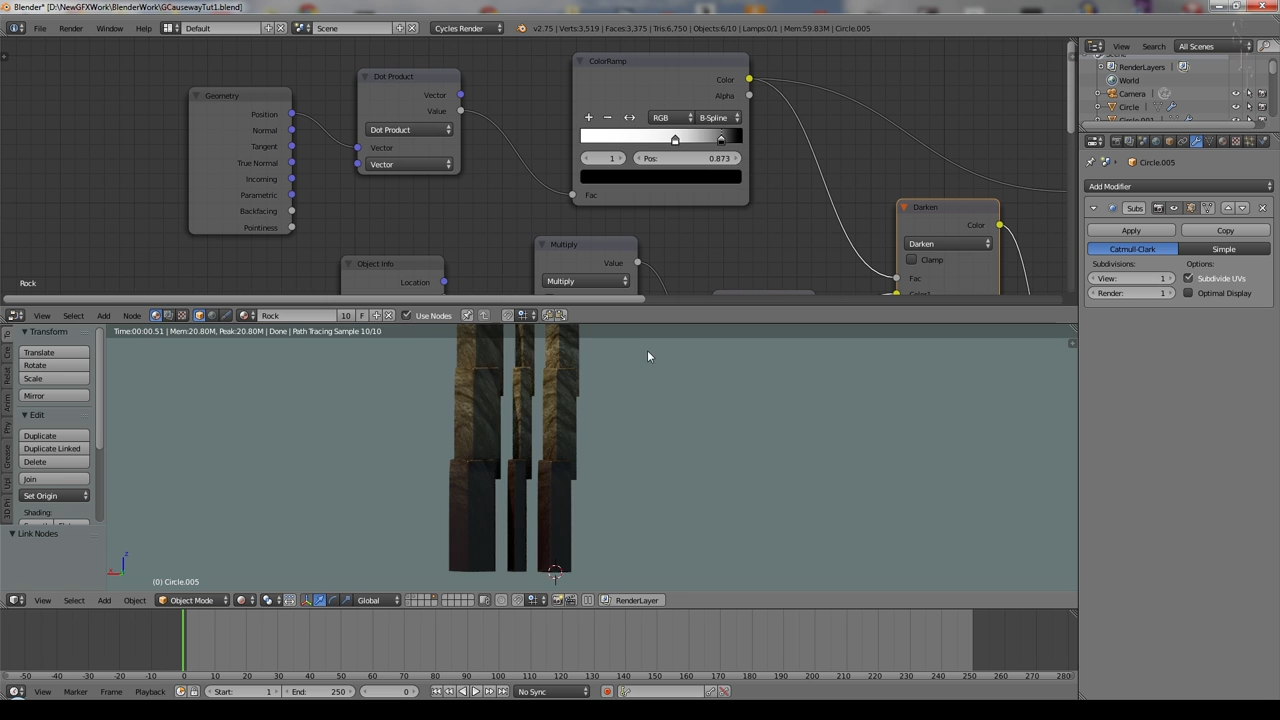 Blender* [D:\NewGFXWork\BlenderWork\GCausewayTut1.blend]
File Render Window Help Default Scene Cycles Render v2.75 | Verts:3,519 | Faces:3,375 | Tris:6,750 | Objects:6/10 | Lamps:0/1 | Mem:59.83M | Circle.005
View Search All Scenes
RenderLayers
World
Camera
Circle
Circle.005
Add Modifier
Subs
Apply Copy
Catmull-Clark Simple
Subdivisions: Options:
View: 1 Subdivide UVs
Render: 1 Optimal Display
Geometry
Position
Normal
Tangent
True Normal
Incoming
Parametric
Backfacing
Pointiness
Dot Product
Vector
Value
Dot Product
Vector
Vector
ColorRamp
Color
Alpha
RGB B-Spline
1 Pos: 0.873
Fac
Darken
Color
Darken
Clamp
Fac
Multiply
Value
Multiply
Object Info
Location
Rock
View Select Add Node Rock 10 F Use Nodes
Time:00:00.51 | Mem:20.80M, Peak:20.80M | Done | Path Tracing Sample 10/10
Transform
Translate
Rotate
Scale
Mirror
Edit
Duplicate
Duplicate Linked
Delete
Join
Set Origin
Shading:
Link Nodes
To
Cre
Relat
Anim
Phy
Grease
Upl
3D Pri
z
(0) Circle.005
View Select Add Object Object Mode Global RenderLayer
-50 -40 -30 -20 -10 0 10 20 30 40 50 60 70 80 90 100 110 120 130 140 150 160 170 180 190 200 210 220 230 240 250 260 270 280
View Marker Frame Playback Start: 1 End: 250 0 No Sync